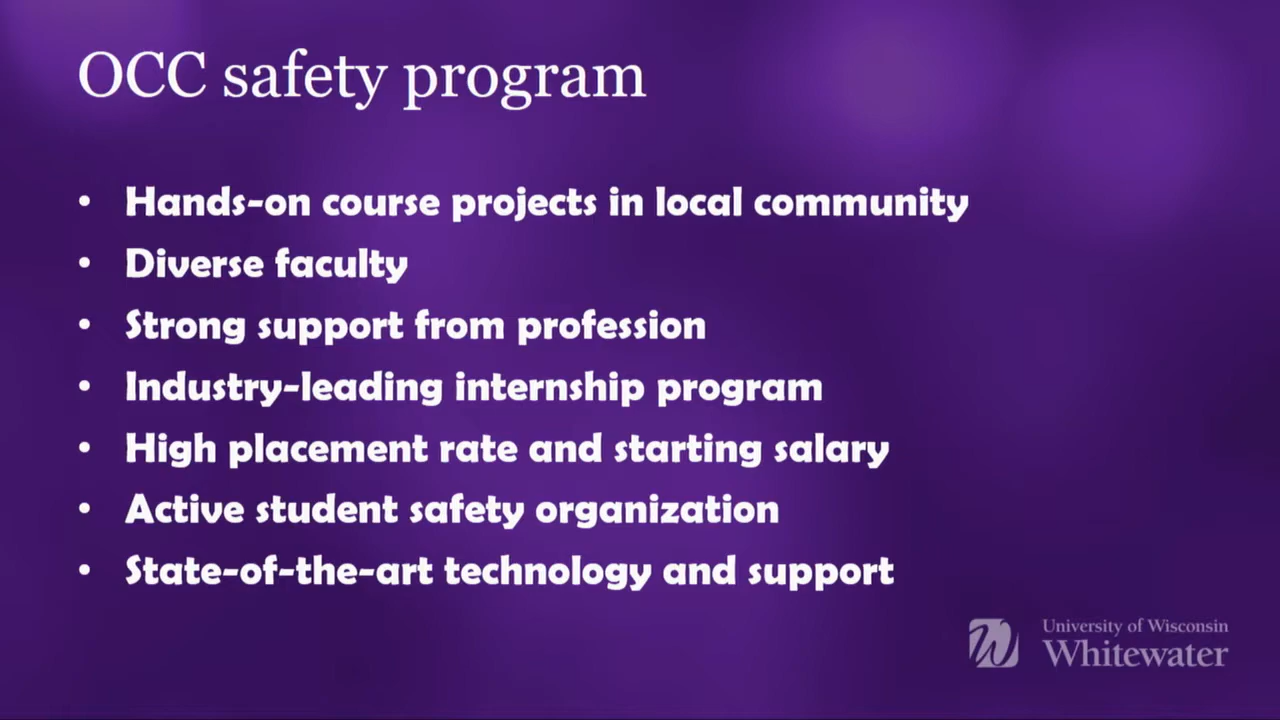 OCC safety program
• Hands-on course projects in local community
• Diverse faculty
• Strong support from profession
• Industry-leading internship program
• High placement rate and starting salary
• Active student safety organization
• State-of-the-art technology and support
University of Wisconsin
Whitewater